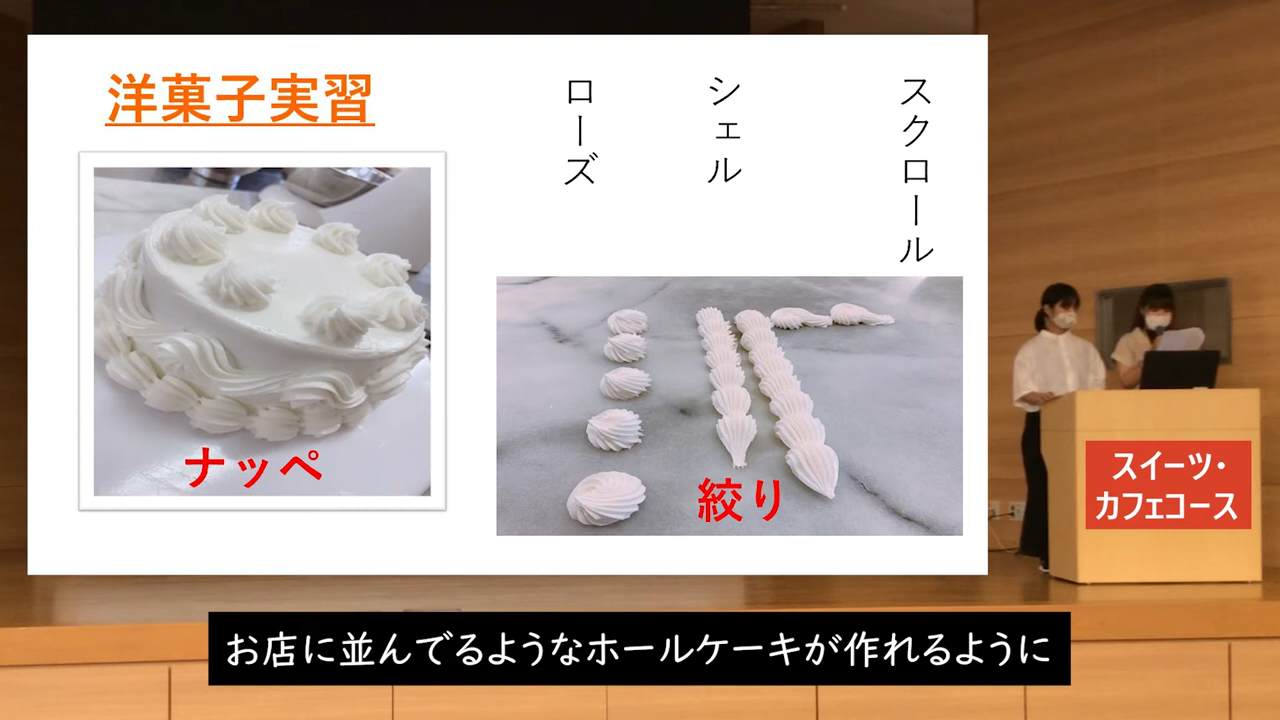 洋菓子実習
ナッペ
ローズ
シェル
スクロール
絞り
スイーツ・
カフェコース
お店に並んでるようなホールケーキが作れるように